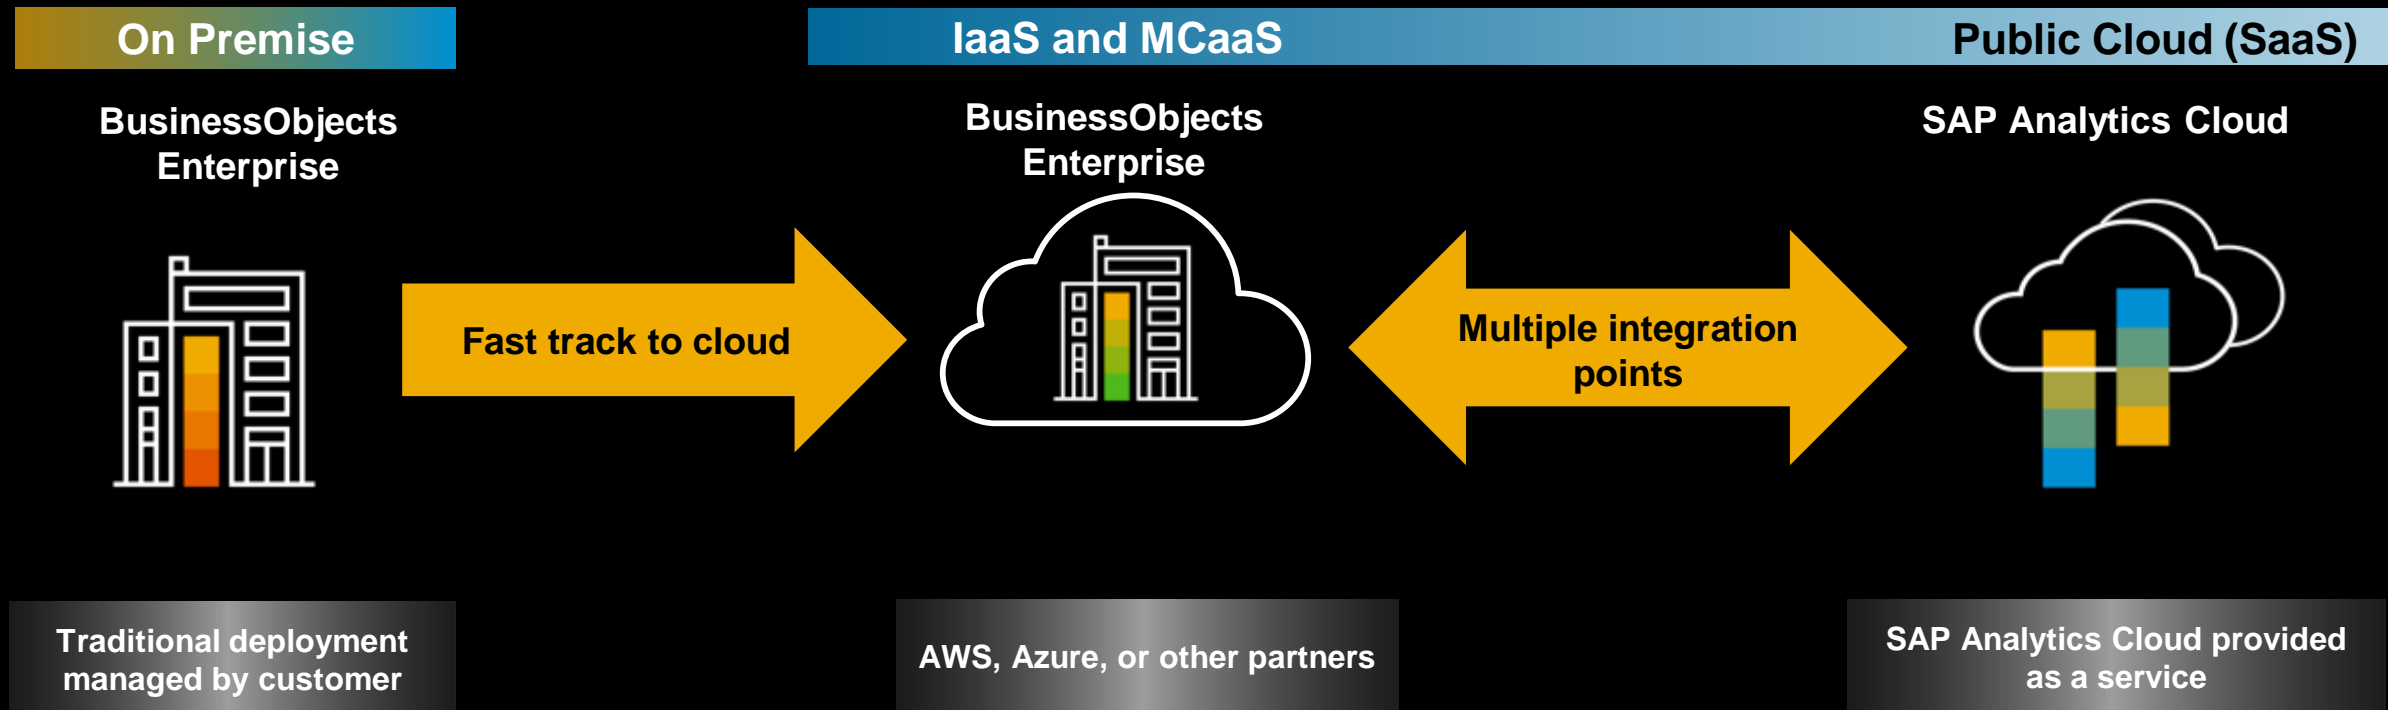 On Premise
IaaS and MCaaS
Public Cloud (SaaS)
BusinessObjects
Enterprise
BusinessObjects
Enterprise
SAP Analytics Cloud
Fast track to cloud
Multiple integration
points
Traditional deployment
managed by customer
AWS, Azure, or other partners
SAP Analytics Cloud provided
as a service